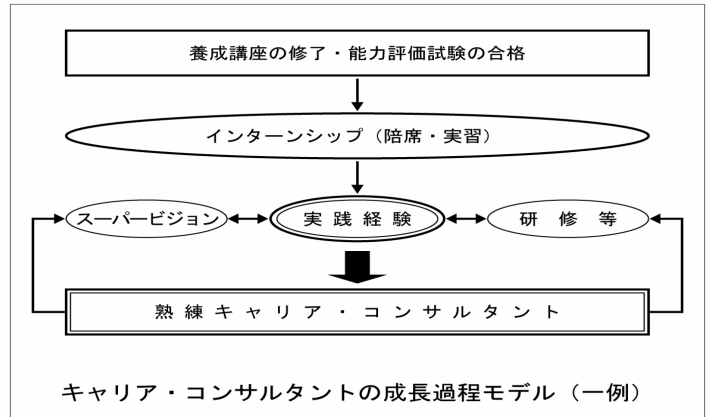 養成講座の修了・能力評価試験の合格
インターンシップ（陪席・実習）
スーパービジョン
実践経験
研修等
熟練キャリア・コンサルタント
キャリア・コンサルタントの成長過程モデル（一例）